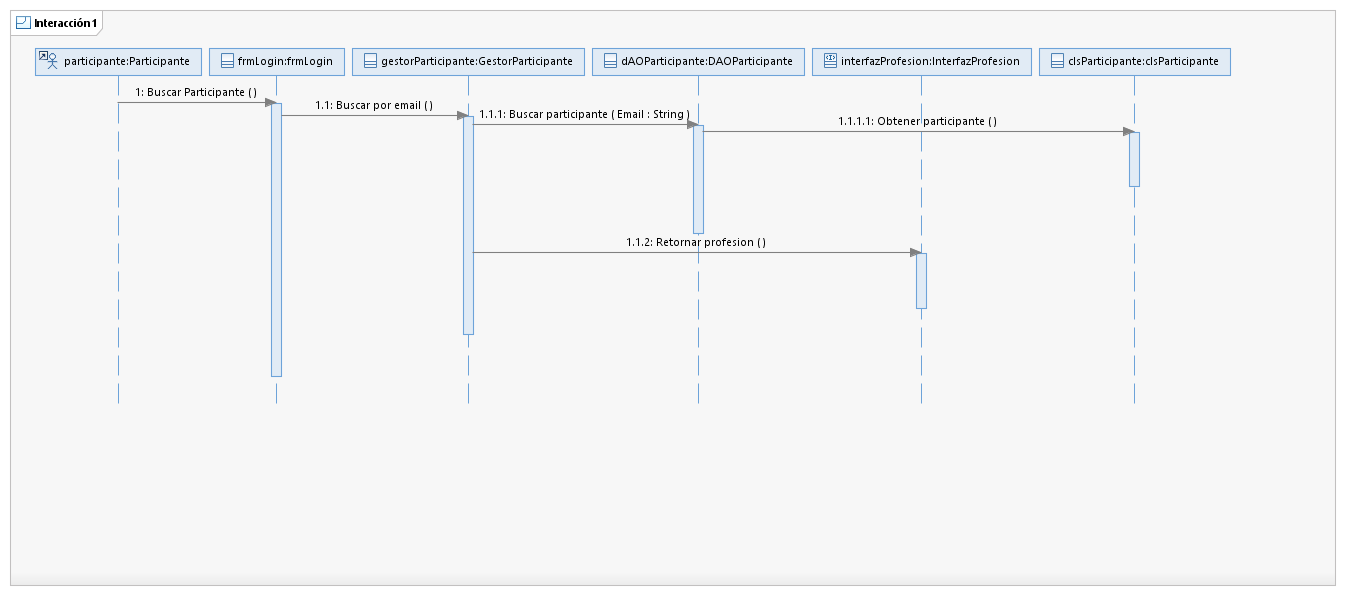 Interacción1
participante:Participante
frmLogin:frmLogin
gestorParticipante:GestorParticipante
dAOParticipante:DAOParticipante
interfazProfesion:InterfazProfesion
clsParticipante:clsParticipante
1: Buscar Participante ( )
1.1: Buscar por email ( )
1.1.1: Buscar participante ( Email : String )
1.1.1.1: Obtener participante ( )
1.1.2: Retornar profesion ( )